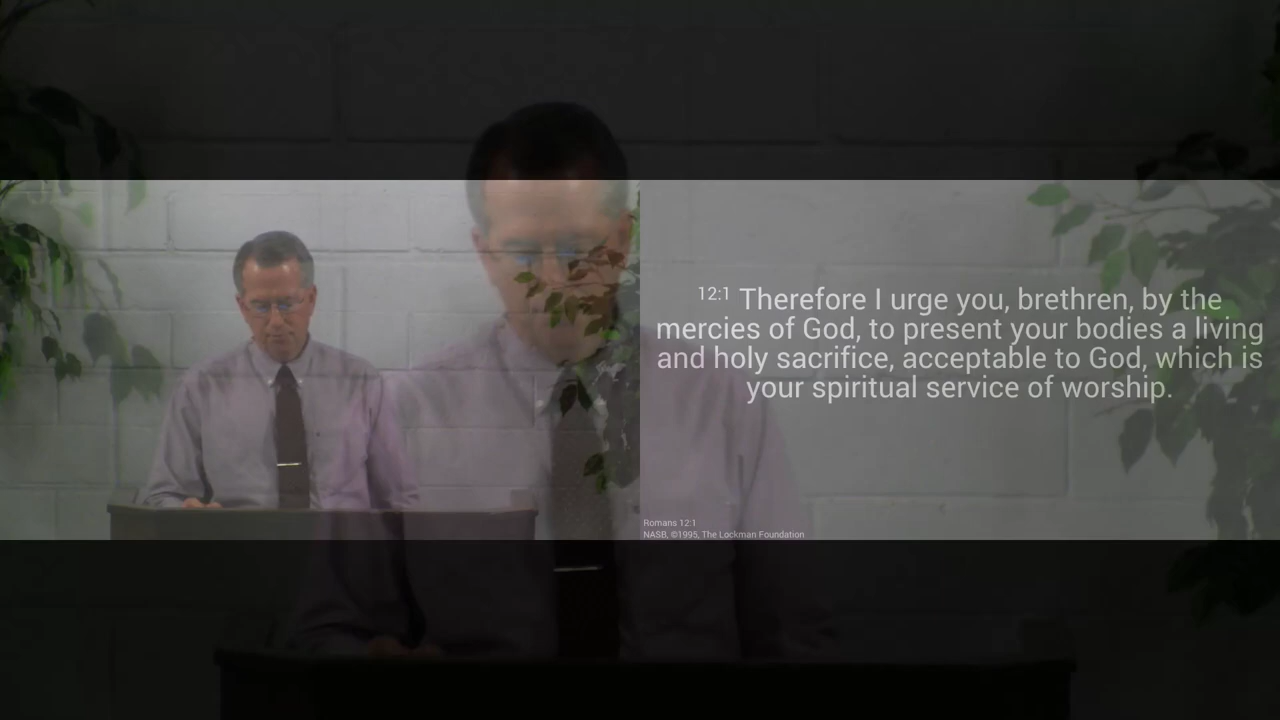 12:1 Therefore I urge you, brethren, by the
mercies of God, to present your bodies a living
and holy sacrifice, acceptable to God, which is
your spiritual service of worship.
Romans 12:1
NASB, ©1995, The Lockman Foundation